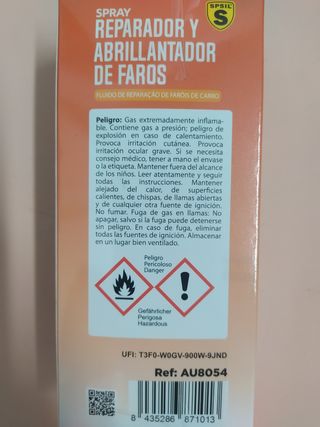 SPRAY
REPARADOR Y
ABRILLANTADOR
DE FAROS
SPSIL
S
FLUIDO DE REPARAÇÃO DE FARÓIS DE CARRO
Peligro: Gas extremadamente inflama-
ble. Contiene gas a presión; peligro de
explosión en caso de calentamiento.
Provoca irritación cutánea. Provoca
irritación ocular grave. Si se necesita
consejo médico, tener a mano el envase
o la etiqueta. Mantener fuera del alcance
de los niños. Leer atentamente y seguir
todas las instrucciones. Mantener
alejado del calor, de superficies
calientes, de chispas, de llamas abiertas
y de cualquier otra fuente de ignición.
No fumar. Fuga de gas en llamas: No
apagar, salvo si la fuga puede detenerse
sin peligro. En caso de fuga, eliminar
todas las fuentes de ignición. Almacenar
en un lugar bien ventilado.
Peligro
Pericoloso
Danger
Gefährlicher
Perigosa
Hazardous
UFI: T3F0-W0GV-900W-9JND
Ref: AU8054
8 435286 871013